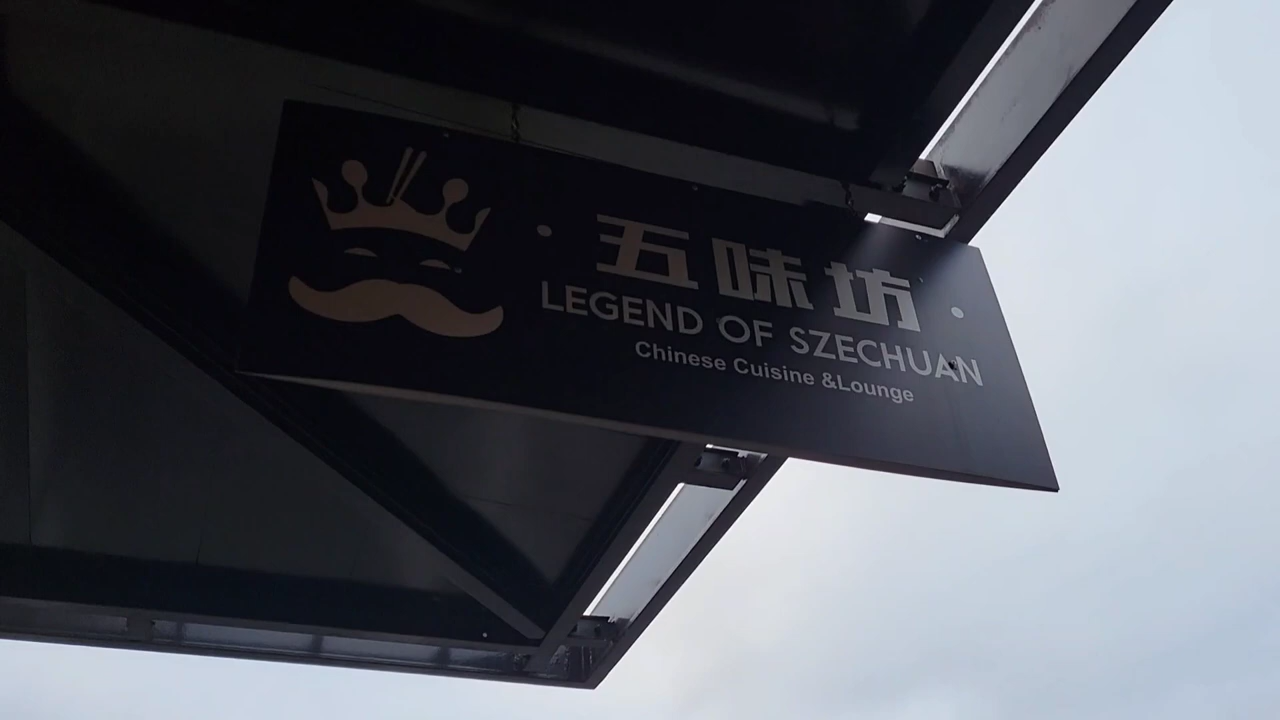 · 五味坊 ·
LEGEND OF SZECHUAN
Chinese Cuisine &Lounge